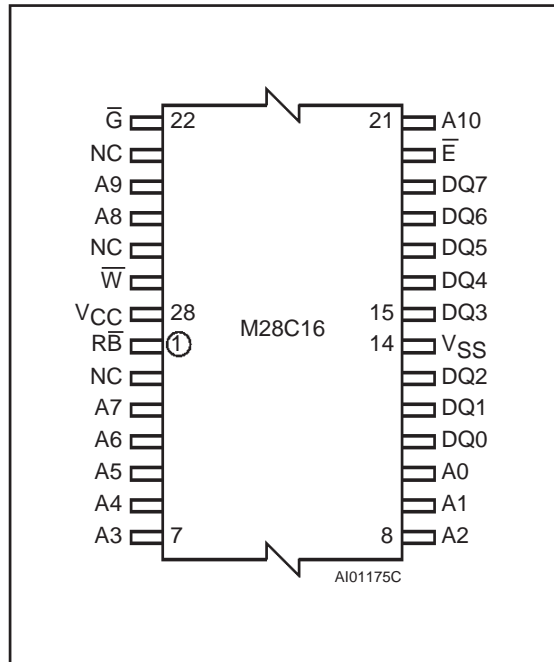 G̅ 22 21 A10
NC E̅
A9 DQ7
A8 DQ6
NC DQ5
W̅ DQ4
VCC 28 15 DQ3
M28C16
RB̅ 1 14 VSS
NC DQ2
A7 DQ1
A6 DQ0
A5 A0
A4 A1
A3 7 8 A2
AI01175C